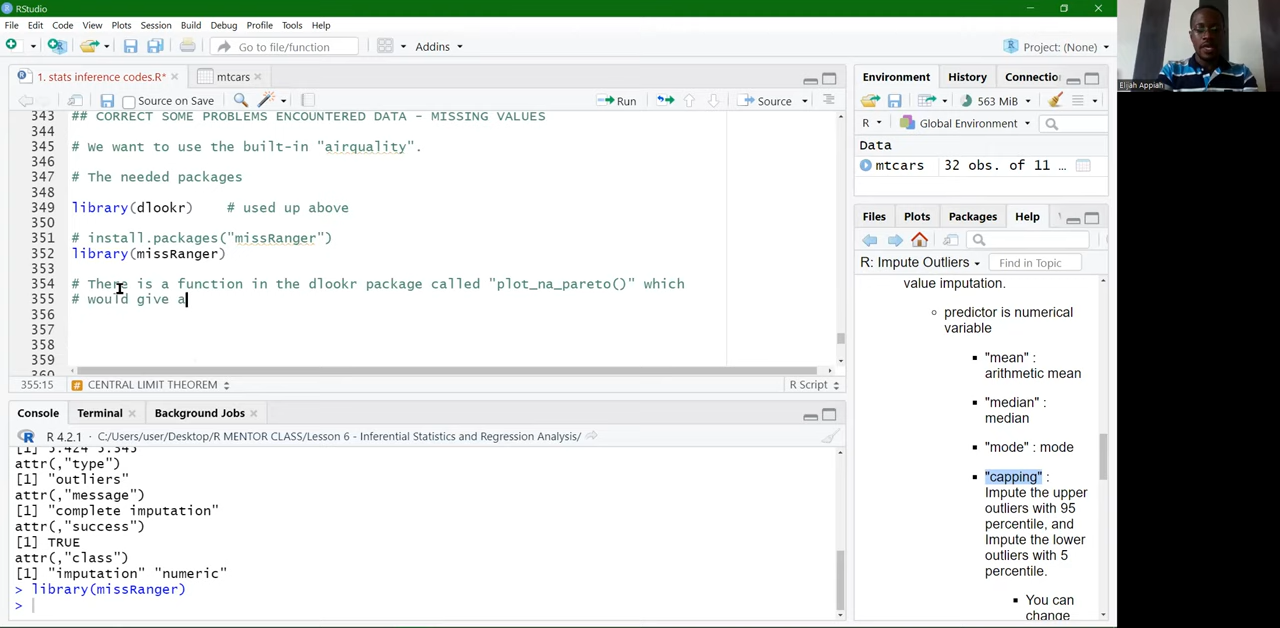 RStudio
File Edit Code View Plots Session Build Debug Profile Tools Help
Go to file/function Addins Project: (None)
1. stats inference codes.R* mtcars
Source on Save Run Source
343 ## CORRECT SOME PROBLEMS ENCOUNTERED DATA - MISSING VALUES
344
345 # We want to use the built-in "airquality".
346
347 # The needed packages
348
349 library(dlookr) # used up above
350
351 # install.packages("missRanger")
352 library(missRanger)
353
354 # There is a function in the dlookr package called "plot_na_pareto()" which
355 # would give a
356
357
358
359
360
355:15 CENTRAL LIMIT THEOREM R Script
Console Terminal Background Jobs
R 4.2.1 · C:/Users/user/Desktop/R MENTOR CLASS/Lesson 6 - Inferential Statistics and Regression Analysis/
[1] 3.424 5.345
attr(,"type")
[1] "outliers"
attr(,"message")
[1] "complete imputation"
attr(,"success")
[1] TRUE
attr(,"class")
[1] "imputation" "numeric"
> library(missRanger)
>
Environment History Connectio
563 MiB
R Global Environment
Data
mtcars 32 obs. of 11 …
Files Plots Packages Help
R: Impute Outliers Find in Topic
value imputation.
predictor is numerical
variable
"mean" :
arithmetic mean
"median" :
median
"mode" : mode
"capping" :
Impute the upper
outliers with 95
percentile, and
Impute the lower
outliers with 5
percentile.
You can
change
Elijah Appiah